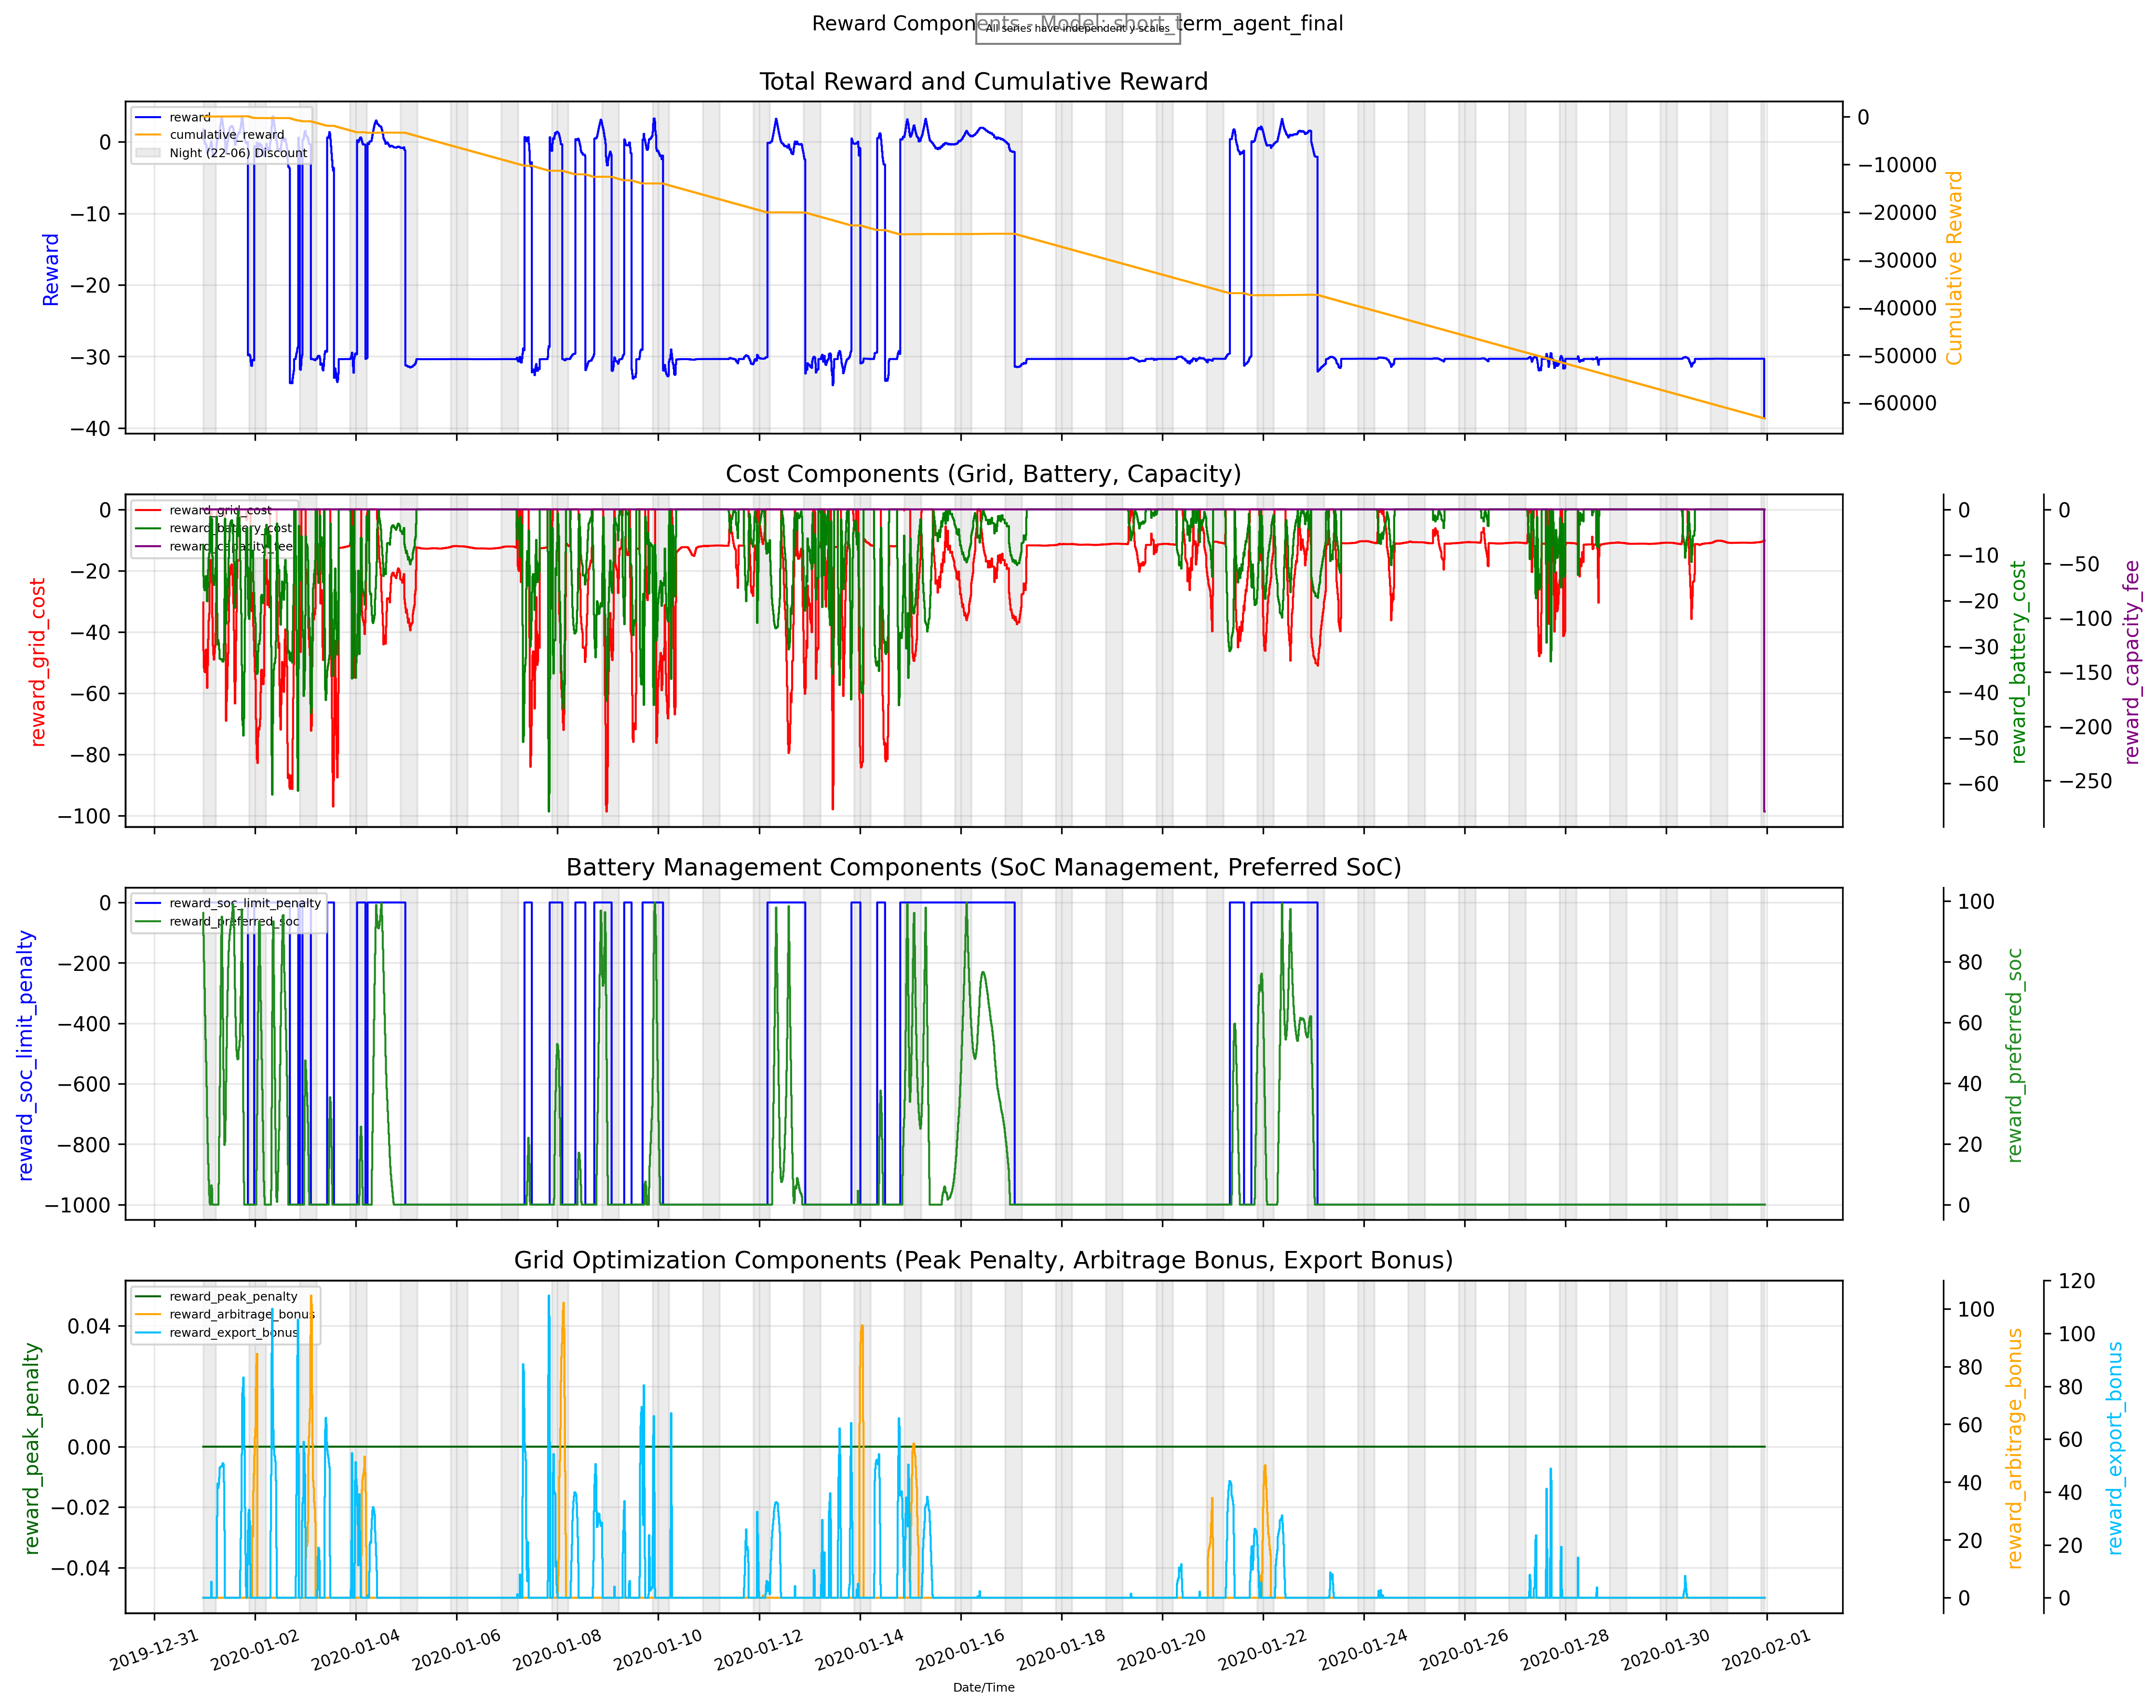 Reward Components - Model: short_term_agent_final
All series have independent y-scales
Total Reward and Cumulative Reward
reward
cumulative_reward
Night (22-06) Discount
Reward
0
−10
−20
−30
−40
0
−10000
−20000
−30000
−40000
−50000
−60000
Cumulative Reward
Cost Components (Grid, Battery, Capacity)
reward_grid_cost
reward_battery_cost
reward_capacity_fee
reward_grid_cost
0
−20
−40
−60
−80
−100
0
−10
−20
−30
−40
−50
−60
reward_battery_cost
0
−50
−100
−150
−200
−250
reward_capacity_fee
Battery Management Components (SoC Management, Preferred SoC)
reward_soc_limit_penalty
reward_preferred_soc
reward_soc_limit_penalty
0
−200
−400
−600
−800
−1000
100
80
60
40
20
0
reward_preferred_soc
Grid Optimization Components (Peak Penalty, Arbitrage Bonus, Export Bonus)
reward_peak_penalty
reward_arbitrage_bonus
reward_export_bonus
reward_peak_penalty
0.04
0.02
0.00
−0.02
−0.04
100
80
60
40
20
0
reward_arbitrage_bonus
120
100
80
60
40
20
0
reward_export_bonus
2019-12-31
2020-01-02
2020-01-04
2020-01-06
2020-01-08
2020-01-10
2020-01-12
2020-01-14
2020-01-16
2020-01-18
2020-01-20
2020-01-22
2020-01-24
2020-01-26
2020-01-28
2020-01-30
2020-02-01
Date/Time